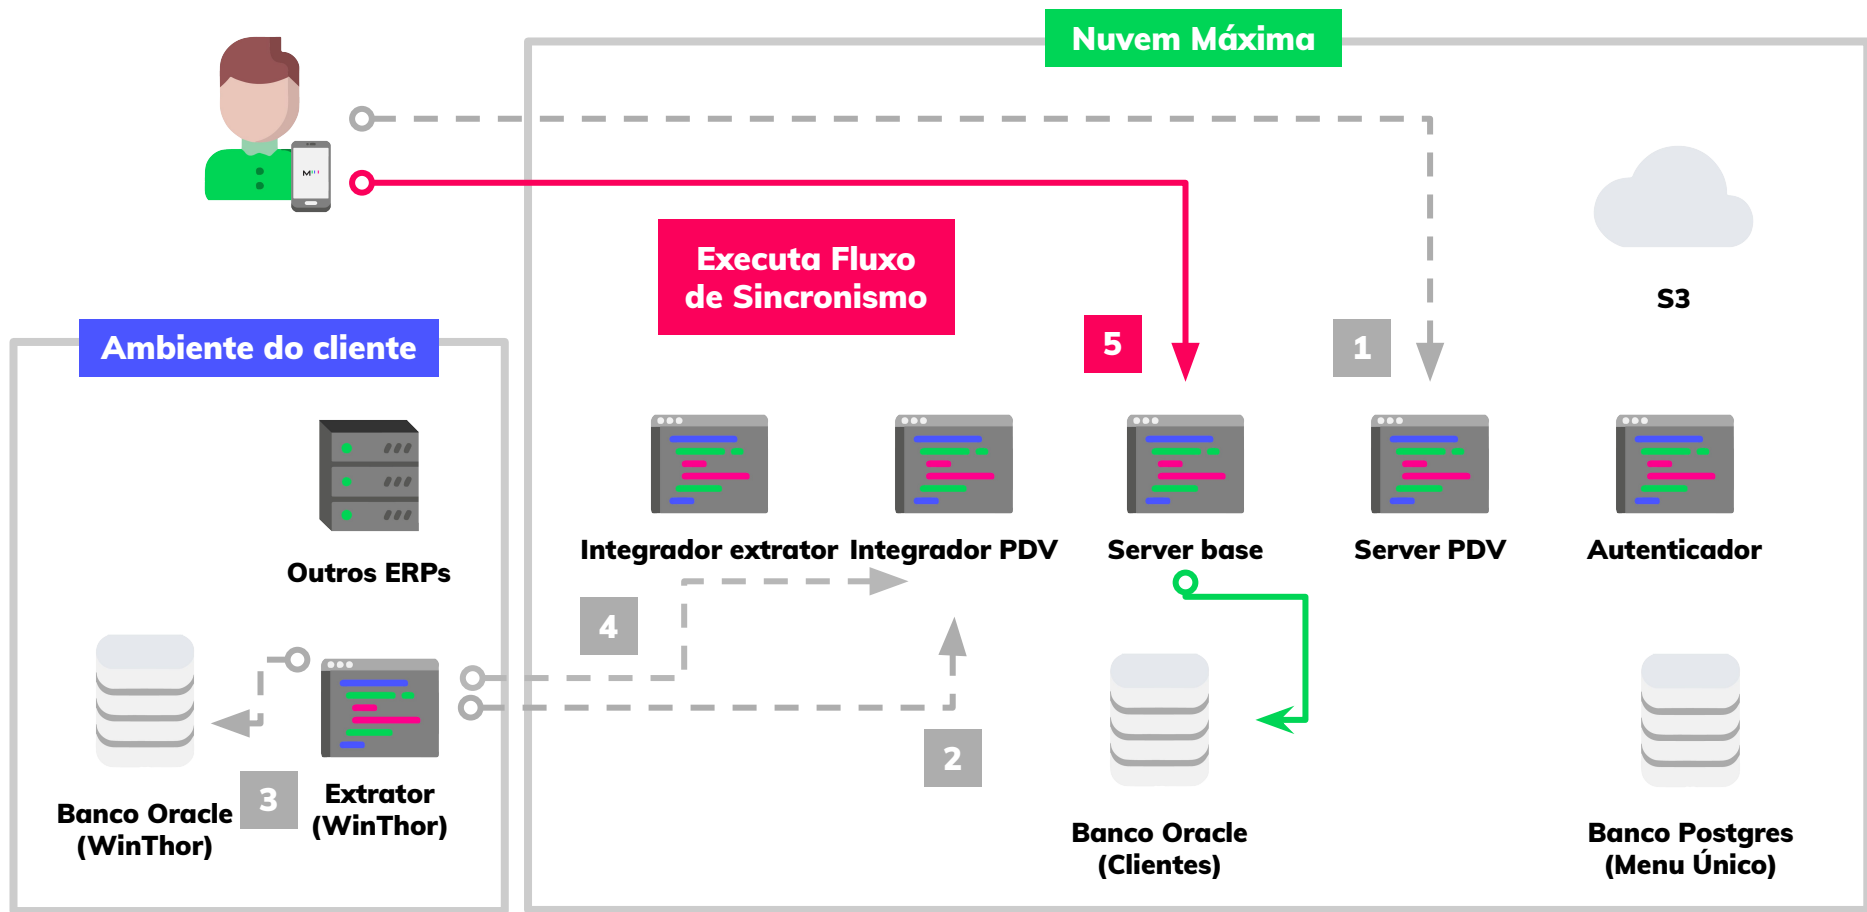 Nuvem Máxima
Executa Fluxo
de Sincronismo
S3
5
1
Ambiente do cliente
Outros ERPs
Integrador extrator
Integrador PDV
Server base
Server PDV
Autenticador
4
2
3
Banco Oracle
(WinThor)
Extrator
(WinThor)
Banco Oracle
(Clientes)
Banco Postgres
(Menu Único)